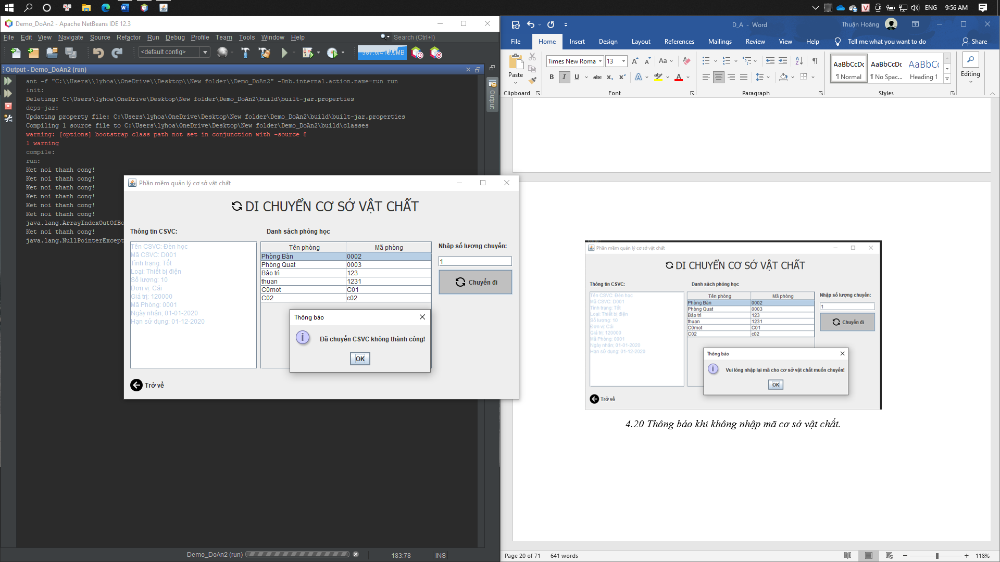 ENG
9:56 AM
Demo_DoAn2 - Apache NetBeans IDE 12.3
File Edit View Navigate Source Refactor Run Debug Profile Team Tools Window Help
Search (Ctrl+I)
<default config>
Output - Demo_DoAn2 (run)
ant -f "C:\\Users\\lyhoa\\OneDrive\\Desktop\\New folder\\Demo_DoAn2" -Dnb.internal.action.name=run run
init:
Deleting: C:\Users\lyhoa\OneDrive\Desktop\New folder\Demo_DoAn2\build\built-jar.properties
deps-jar:
Updating property file: C:\Users\lyhoa\OneDrive\Desktop\New folder\Demo_DoAn2\build\built-jar.properties
Compiling 1 source file to C:\Users\lyhoa\OneDrive\Desktop\New folder\Demo_DoAn2\build\classes
warning: [options] bootstrap class path not set in conjunction with -source 8
1 warning
compile:
run:
Ket noi thanh cong!
Ket noi thanh cong!
Ket noi thanh cong!
Ket noi thanh cong!
Ket noi thanh cong!
Ket noi thanh cong!
java.lang.ArrayIndexOutOfBo
Ket noi thanh cong!
java.lang.NullPointerExcept
Output
Phần mềm quản lý cơ sở vật chất
DI CHUYỂN CƠ SỞ VẬT CHẤT
Thông tin CSVC:
Tên CSVC: Đèn học
Mã CSVC: D001
Tình trạng: Tốt
Loại: Thiết bị điện
Số lượng: 10
Đơn vị: Cái
Giá trị: 120000
Mã Phòng: 0001
Ngày nhận; 01-01-2020
Hạn sử dụng: 01-12-2020
Danh sách phòng học
Tên phòng Mã phòng
Phòng Bàn 0002
Phòng Quạt 0003
Bảo trì 123
thuan 1231
C0mot C01
C02 c02
Nhập số lượng chuyển:
1
Chuyển đi
Thông báo
Đã chuyển CSVC không thành công!
OK
Trở về
Demo_DoAn2 (run)
183:78
INS
D_A - Word
Thuận Hoàng
File Home Insert Design Layout References Mailings Review View Help Tell me what you want to do Share
Paste
Clipboard
Times New Roma 13
Font
Paragraph
AaBbCcDc AaBbCcDc AaBbCc
¶ Normal ¶ No Spac... Heading 1
Styles
Editing
Phần mềm quản lý cơ sở vật chất
DI CHUYỂN CƠ SỞ VẬT CHẤT
Thông tin CSVC:
Tên CSVC: Đèn học
Mã CSVC: D001
Tình trạng: Tốt
Loại: Thiết bị điện
Số lượng: 10
Đơn vị: Cái
Giá trị: 120000
Mã Phòng: 0001
Ngày nhận; 01-01-2020
Hạn sử dụng: 01-12-2020
Danh sách phòng học
Tên phòng Mã phòng
Phòng Bàn 0002
Phòng Quạt 0003
Bảo trì 123
thuan 1231
C0mot C01
C02 c02
Nhập số lượng chuyển:
1
Chuyển đi
Thông báo
Vui lòng nhập lại mã cho cơ sở vật chất muốn chuyển!
OK
Trở về
4.20 Thông báo khi không nhập mã cơ sở vật chất.
Page 20 of 71
641 words
118%